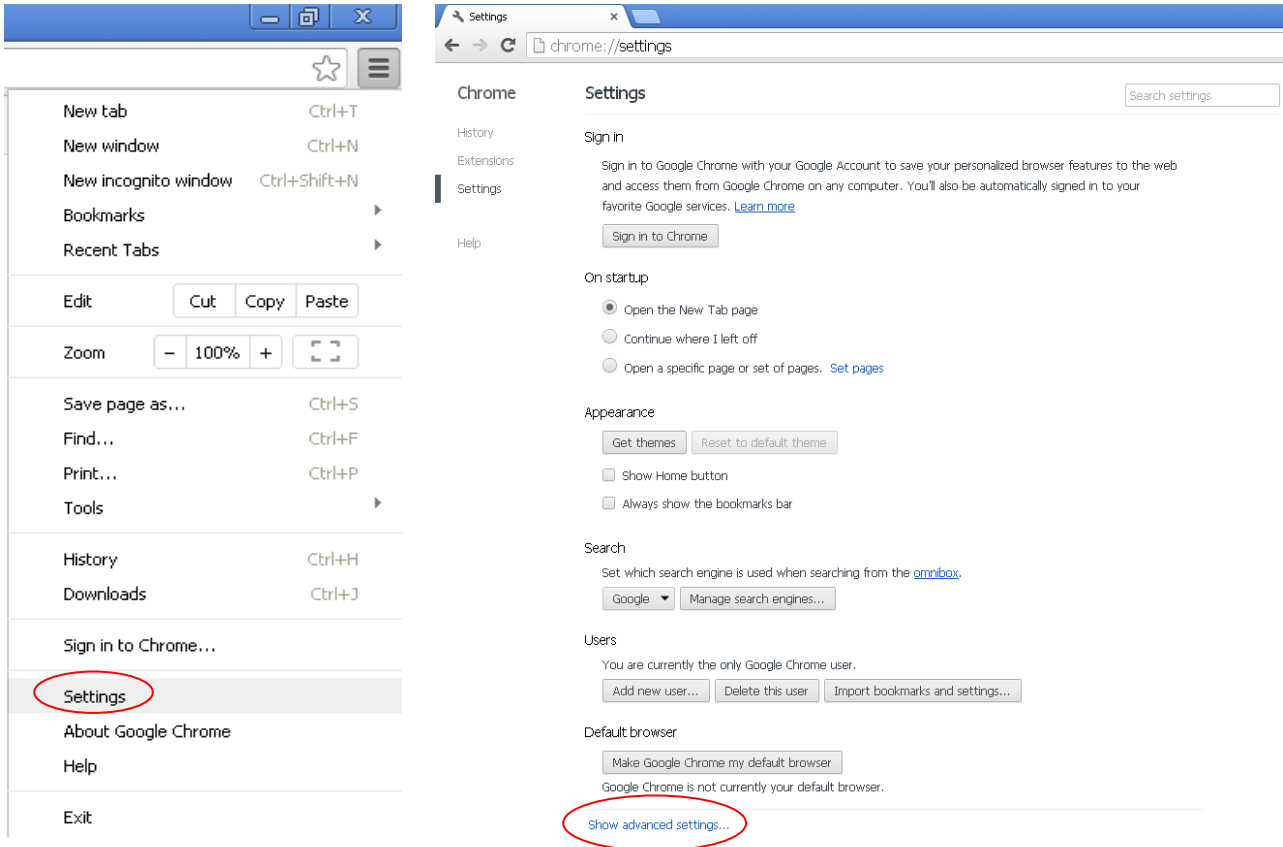 New tab Ctrl+T
New window Ctrl+N
New incognito window Ctrl+Shift+N
Bookmarks
Recent Tabs
Edit Cut Copy Paste
Zoom - 100% +
Save page as... Ctrl+S
Find... Ctrl+F
Print... Ctrl+P
Tools
History Ctrl+H
Downloads Ctrl+J
Sign in to Chrome...
Settings
About Google Chrome
Help
Exit
Settings
chrome://settings
Chrome
History
Extensions
Settings
Help
Settings
Search settings
Sign in
Sign in to Google Chrome with your Google Account to save your personalized browser features to the web
and access them from Google Chrome on any computer. You'll also be automatically signed in to your
favorite Google services. Learn more
Sign in to Chrome
On startup
Open the New Tab page
Continue where I left off
Open a specific page or set of pages. Set pages
Appearance
Get themes Reset to default theme
Show Home button
Always show the bookmarks bar
Search
Set which search engine is used when searching from the omnibox.
Google Manage search engines...
Users
You are currently the only Google Chrome user.
Add new user... Delete this user Import bookmarks and settings...
Default browser
Make Google Chrome my default browser
Google Chrome is not currently your default browser.
Show advanced settings...